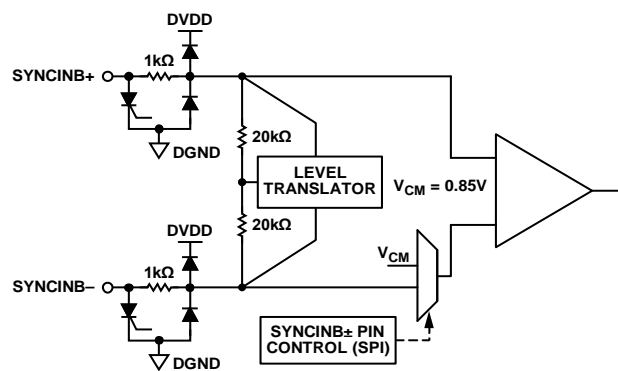 DVDD
1kΩ
SYNCINB+
DGND
20kΩ
LEVEL
TRANSLATOR
V_CM = 0.85V
20kΩ
DVDD
1kΩ
V_CM
SYNCINB–
SYNCINB± PIN
CONTROL (SPI)
DGND